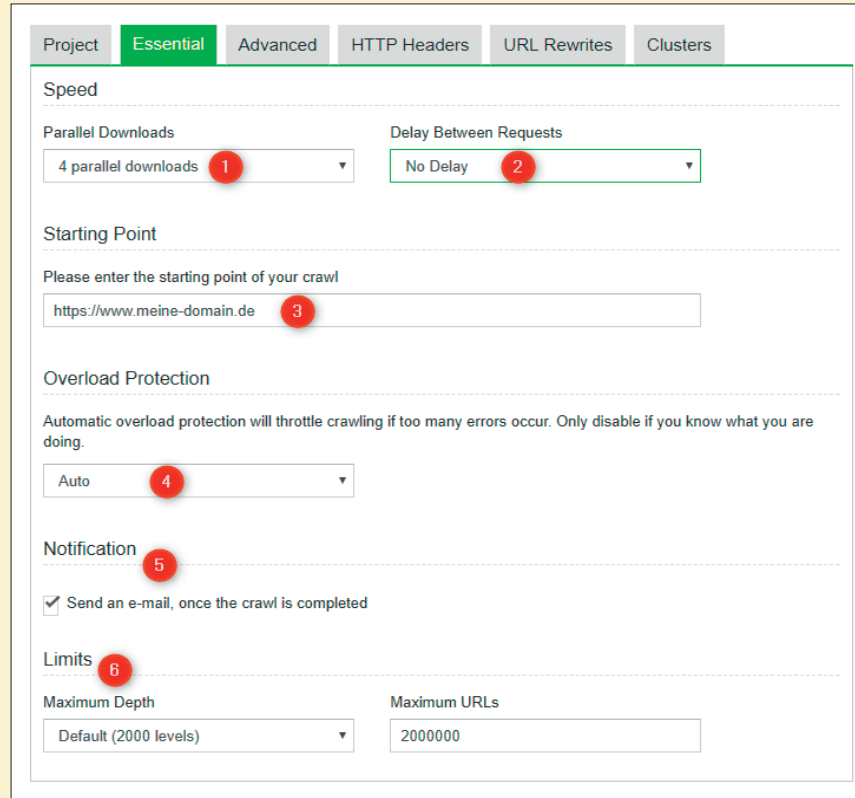 Project Essential Advanced HTTP Headers URL Rewrites Clusters
Speed
Parallel Downloads Delay Between Requests
4 parallel downloads 1 No Delay 2
Starting Point
Please enter the starting point of your crawl
https://www.meine-domain.de 3
Overload Protection
Automatic overload protection will throttle crawling if too many errors occur. Only disable if you know what you are
doing.
Auto 4
Notification 5
Send an e-mail, once the crawl is completed
Limits 6
Maximum Depth Maximum URLs
Default (2000 levels) 2000000